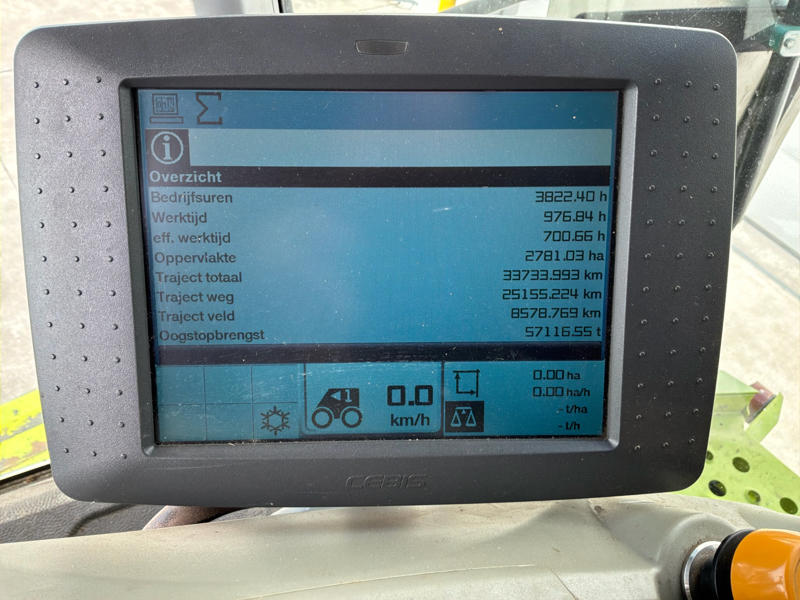 Overzicht
Bedrijfsuren 3822.40 h
Werktijd 976.84 h
eff. werktijd 700.66 h
Oppervlakte 2781.03 ha
Traject totaal 33733.993 km
Traject weg 25155.224 km
Traject veld 8578.769 km
Oogstopbrengst 57116.55 t
1
0.0
km/h
0.00 ha
0.00 ha/h
- t/ha
- t/h
CEBIS